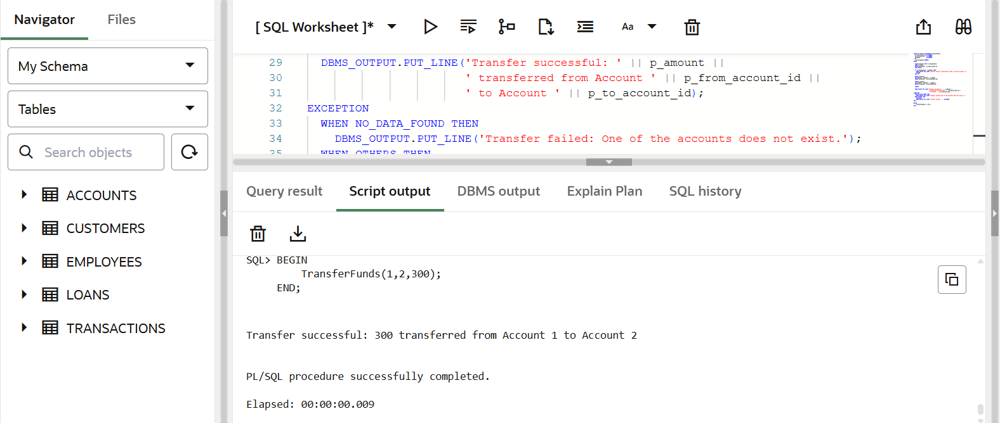 Navigator
Files
My Schema
Tables
Search objects
ACCOUNTS
CUSTOMERS
EMPLOYEES
LOANS
TRANSACTIONS
[ SQL Worksheet ]*
Aa
29 DBMS_OUTPUT.PUT_LINE('Transfer successful: ' || p_amount ||
30 ' transferred from Account ' || p_from_account_id ||
31 ' to Account ' || p_to_account_id);
32 EXCEPTION
33 WHEN NO_DATA_FOUND THEN
34 DBMS_OUTPUT.PUT_LINE('Transfer failed: One of the accounts does not exist.');
35 WHEN OTHERS THEN
Query result
Script output
DBMS output
Explain Plan
SQL history
SQL> BEGIN
TransferFunds(1,2,300);
END;
Transfer successful: 300 transferred from Account 1 to Account 2
PL/SQL procedure successfully completed.
Elapsed: 00:00:00.009